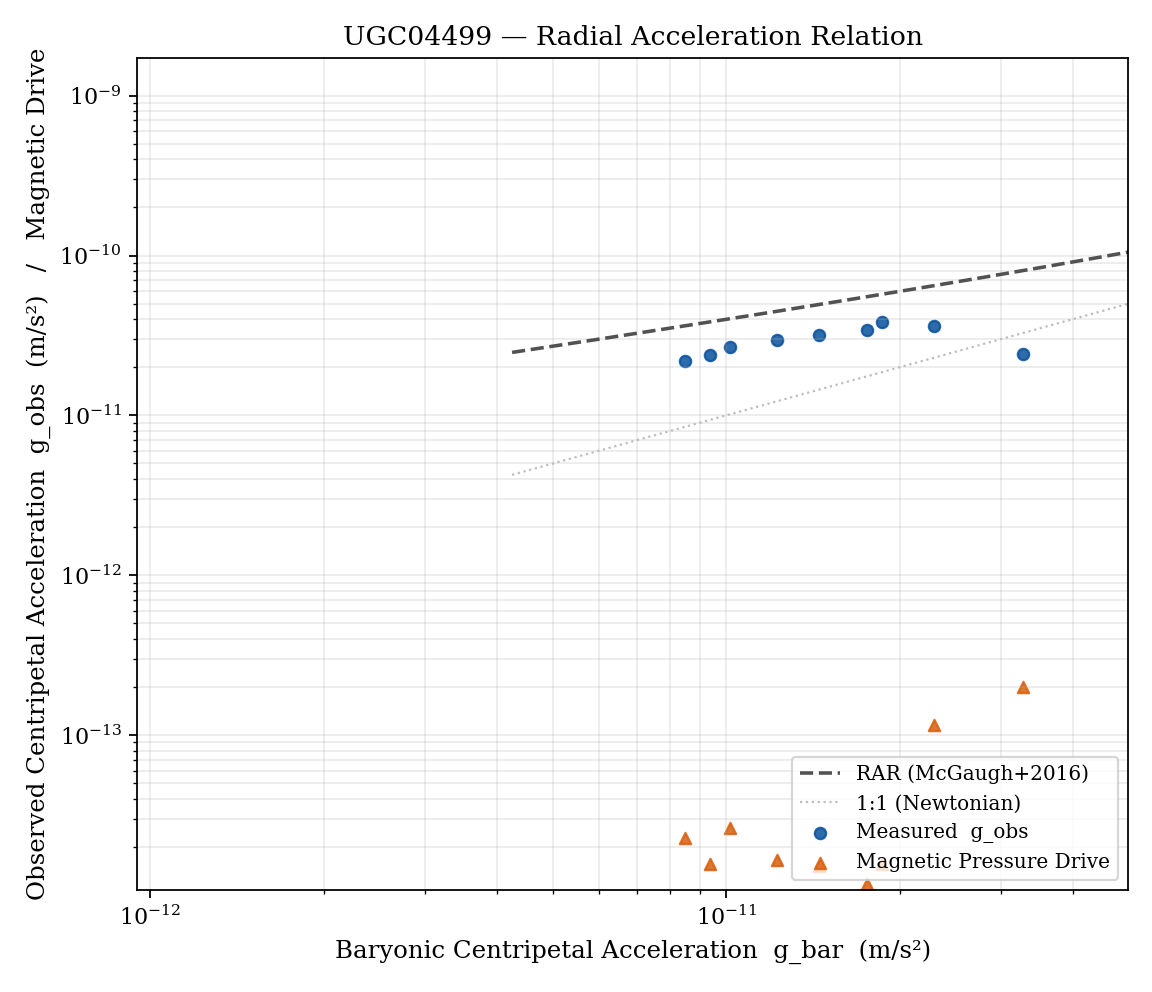 UGC04499 — Radial Acceleration Relation
Observed Centripetal Acceleration  g_obs  (m/s²)   /   Magnetic Drive
10⁻⁹
10⁻¹⁰
10⁻¹¹
10⁻¹²
10⁻¹³
RAR (McGaugh+2016)
1:1 (Newtonian)
Measured  g_obs
Magnetic Pressure Drive
10⁻¹²
10⁻¹¹
Baryonic Centripetal Acceleration  g_bar  (m/s²)